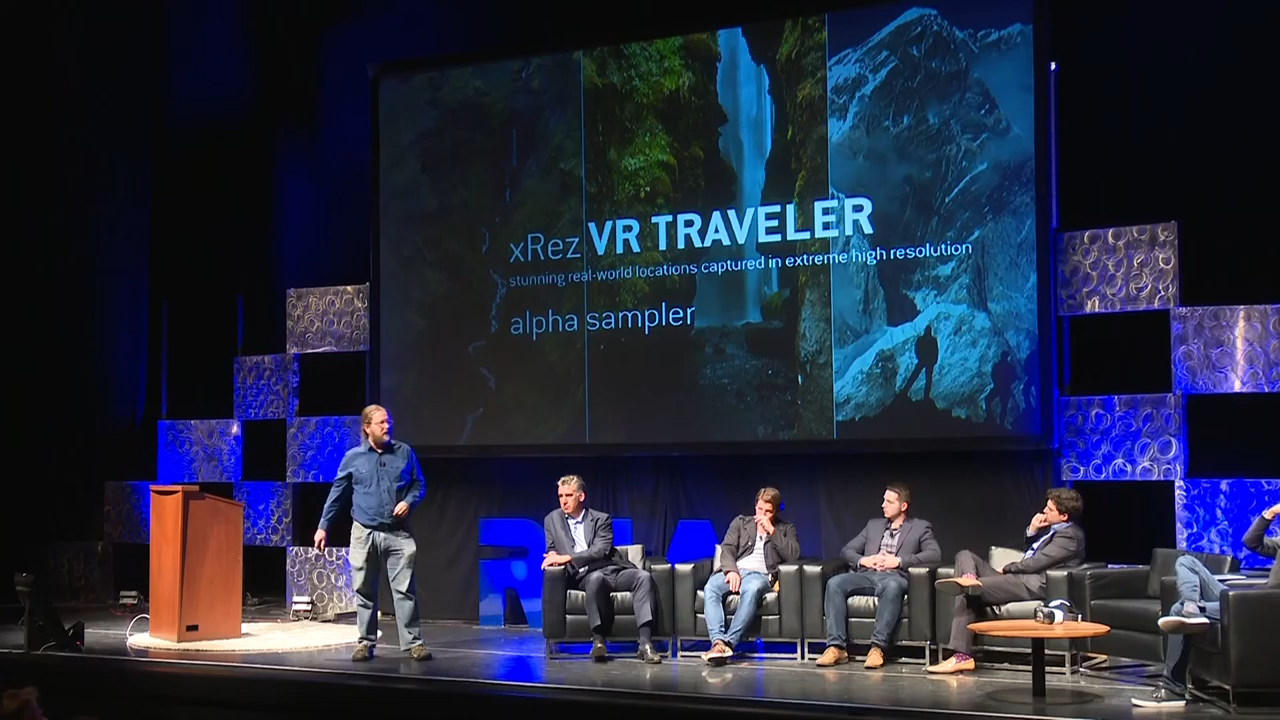 xRez VR TRAVELER
stunning real-world locations captured in extreme high resolution
alpha sampler